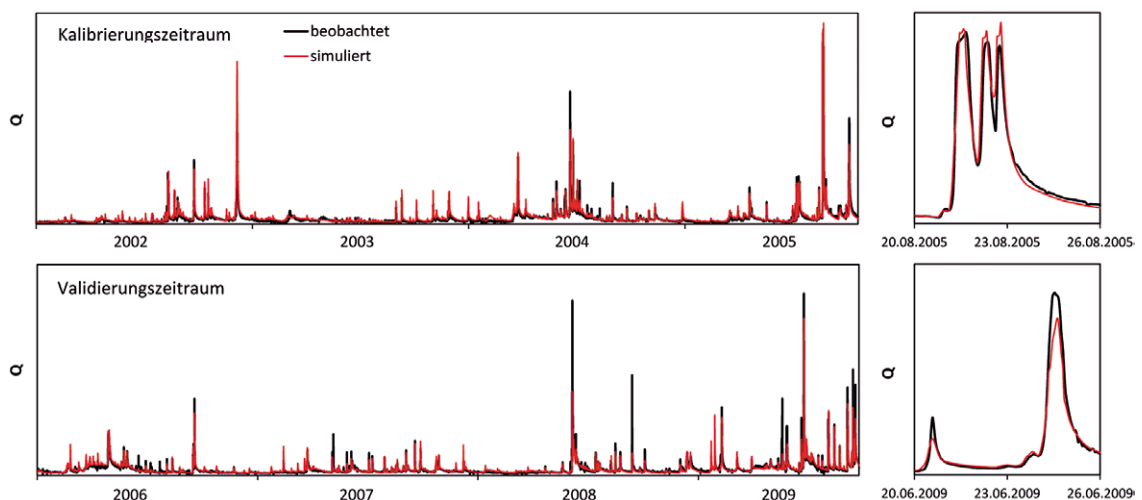 Kalibrierungszeitraum
beobachtet
simuliert
Q
2002 2003 2004 2005
Q
20.08.2005 23.08.2005 26.08.2005
Validierungszeitraum
Q
2006 2007 2008 2009
Q
20.06.2009 23.06.2009 26.06.2009